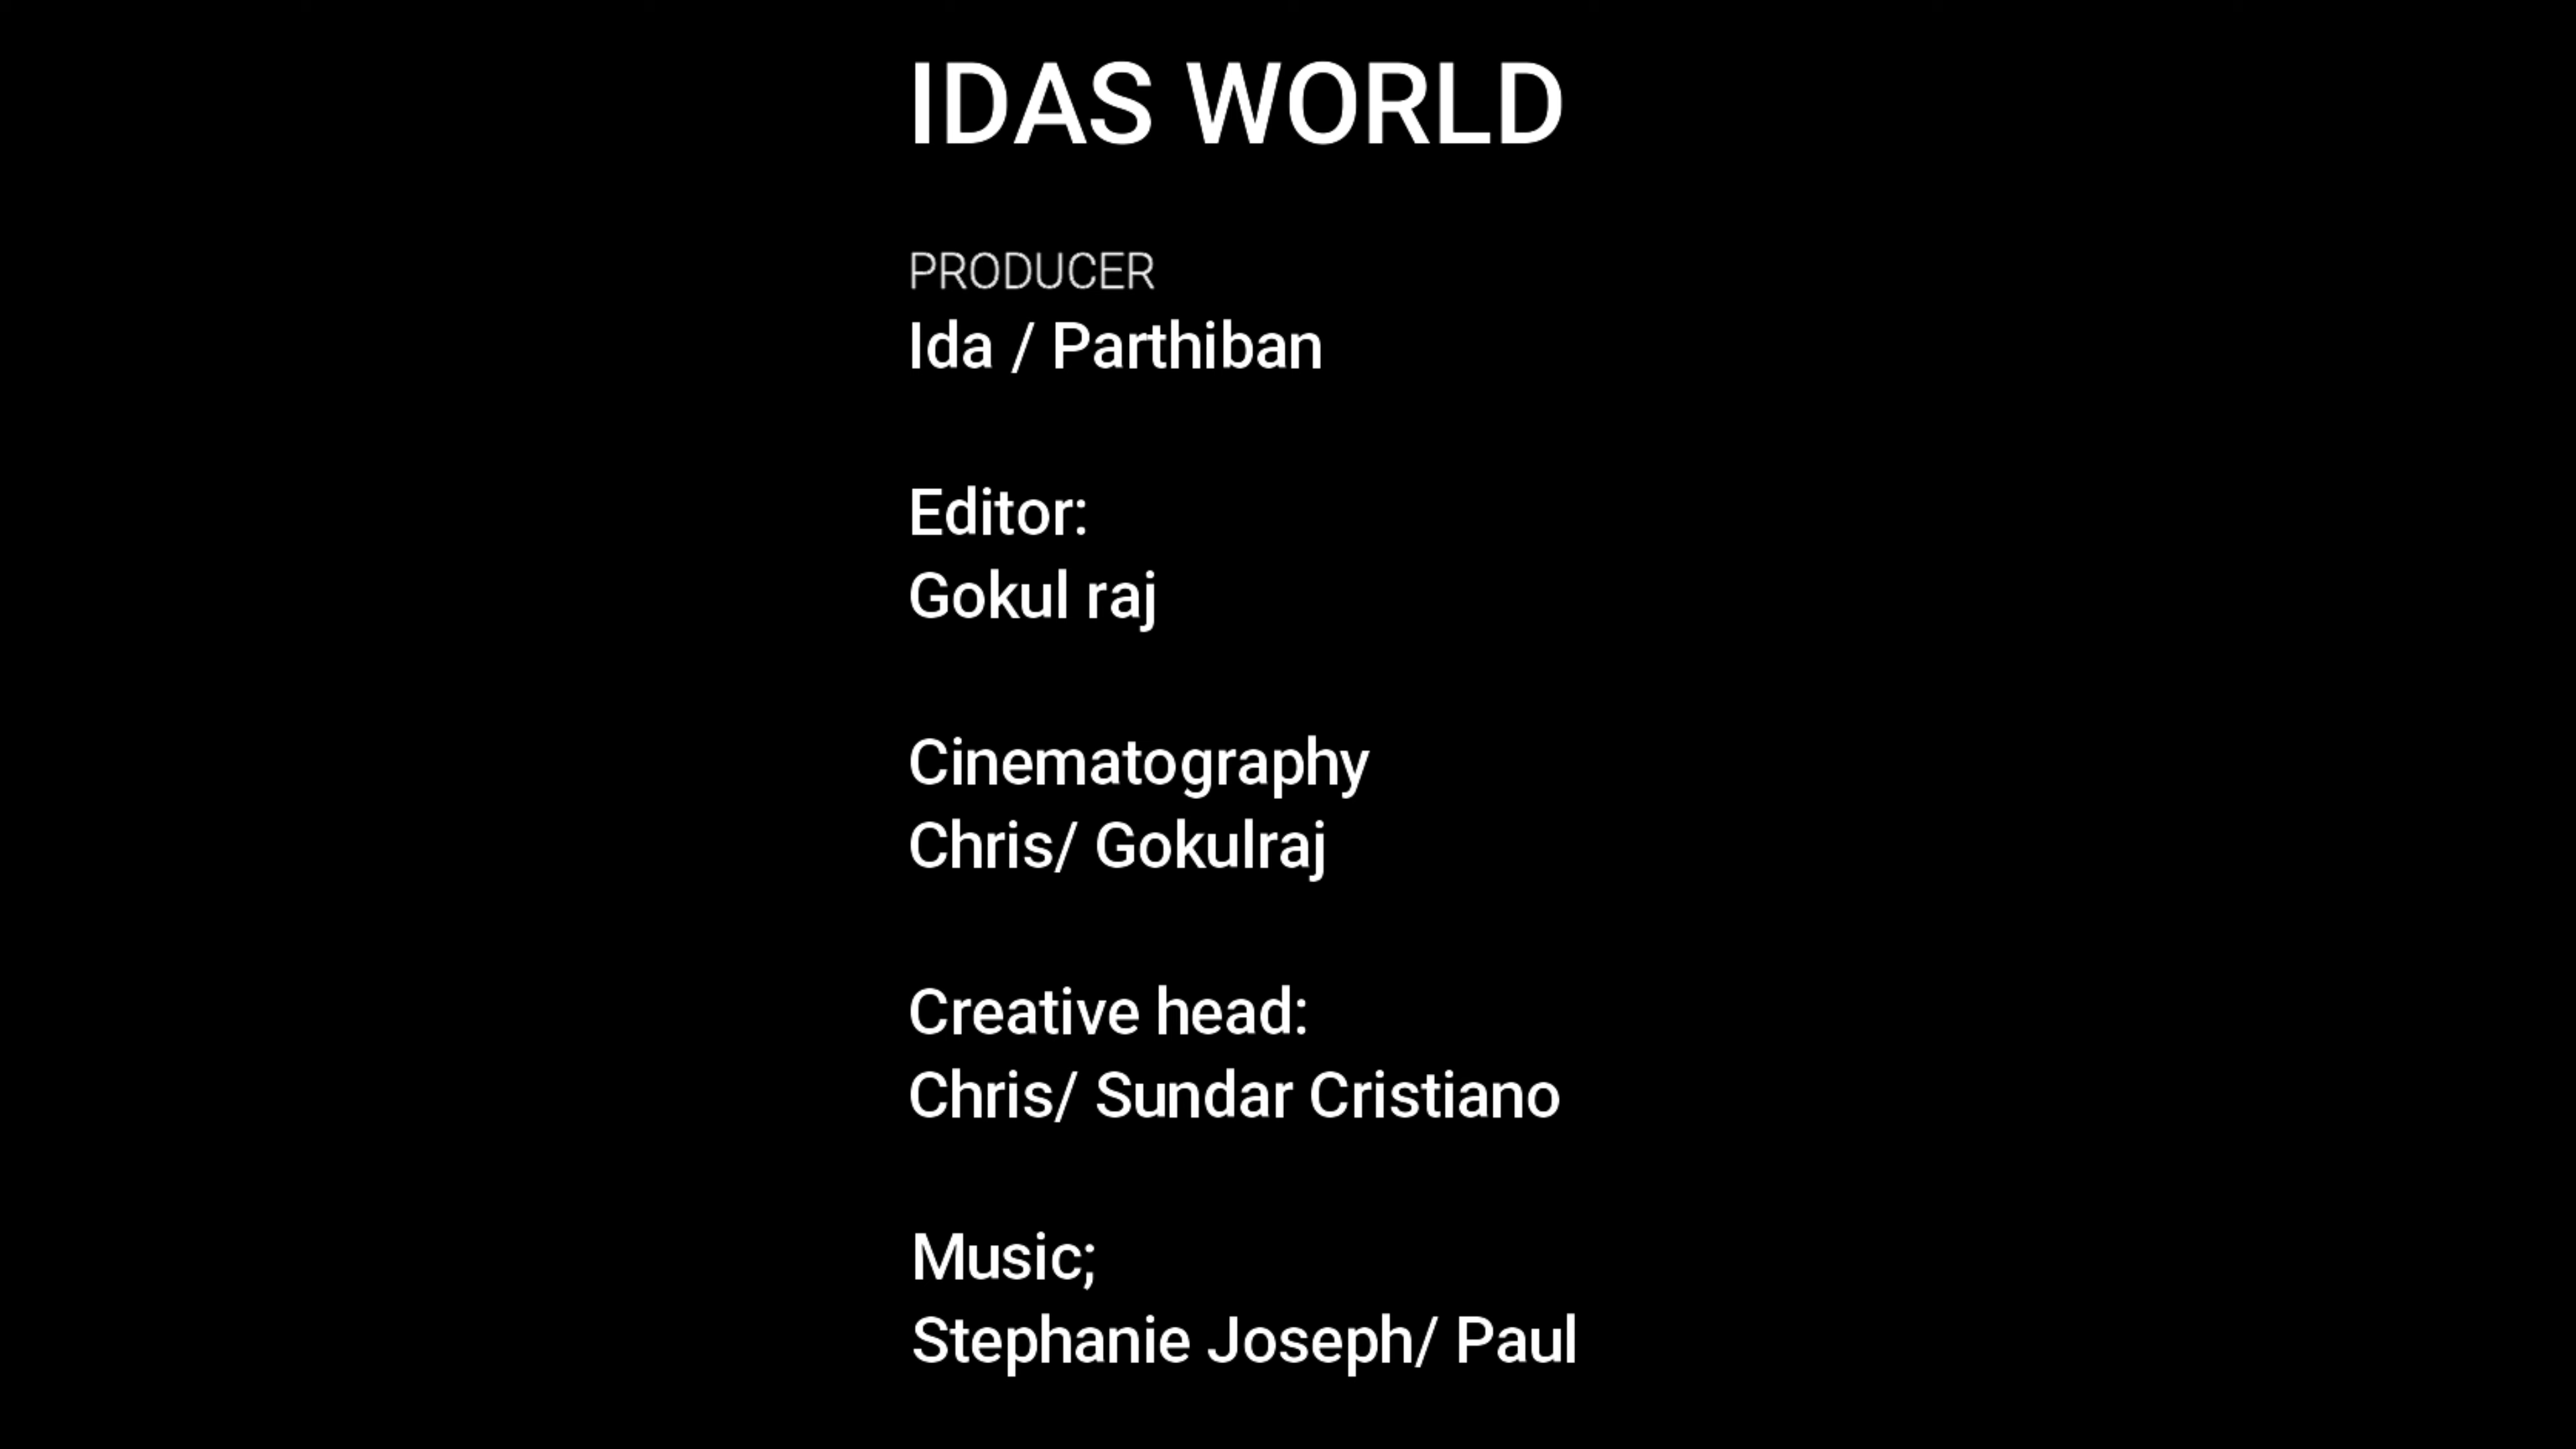 IDAS WORLD
PRODUCER
Ida / Parthiban
Editor:
Gokul raj
Cinematography
Chris/ Gokulraj
Creative head:
Chris/ Sundar Cristiano
Music;
Stephanie Joseph/ Paul